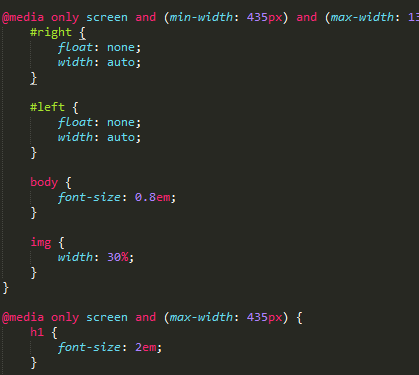 @media only screen and (min-width: 435px) and (max-width: 13
#right {
float: none;
width: auto;
}
#left {
float: none;
width: auto;
}
body {
font-size: 0.8em;
}
img {
width: 30%;
}
}
@media only screen and (max-width: 435px) {
h1 {
font-size: 2em;
}